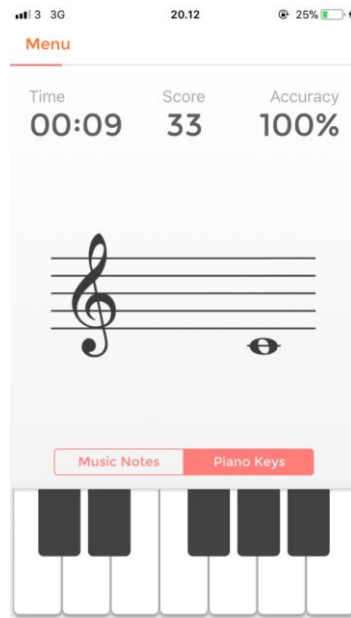 3 3G 20.12 25%
Menu
Time Score Accuracy
00:09 33 100%
Music Notes Piano Keys